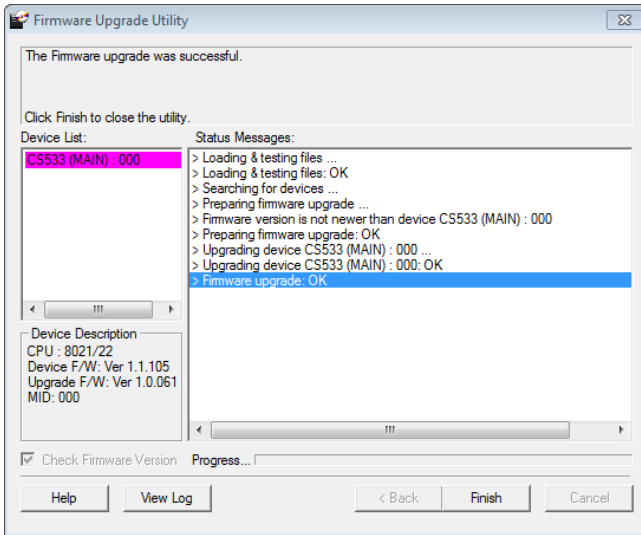 Firmware Upgrade Utility
The Firmware upgrade was successful.
Click Finish to close the utility.
Device List:
CS533 (MAN) : 000
Status Messages:
> Loading & testing files ...
> Loading & testing files: OK
> Searching for devices ...
> Preparing firmware upgrade ...
> Firmware version is not newer than device CS533 (MAIN) : 000
> Preparing firmware upgrade: OK
> Upgrading device CS533 (MAIN) : 000 ...
> Upgrading device CS533 (MAIN) : 000: OK
> Firmware upgrade: OK
Device Description
CPU : 8021/22
Device F/W: Ver 1.1.105
Upgrade F/W: Ver 1.0.061
MID: 000
Check Firmware Version
Progress...
Help
View Log
< Back
Finish
Cancel